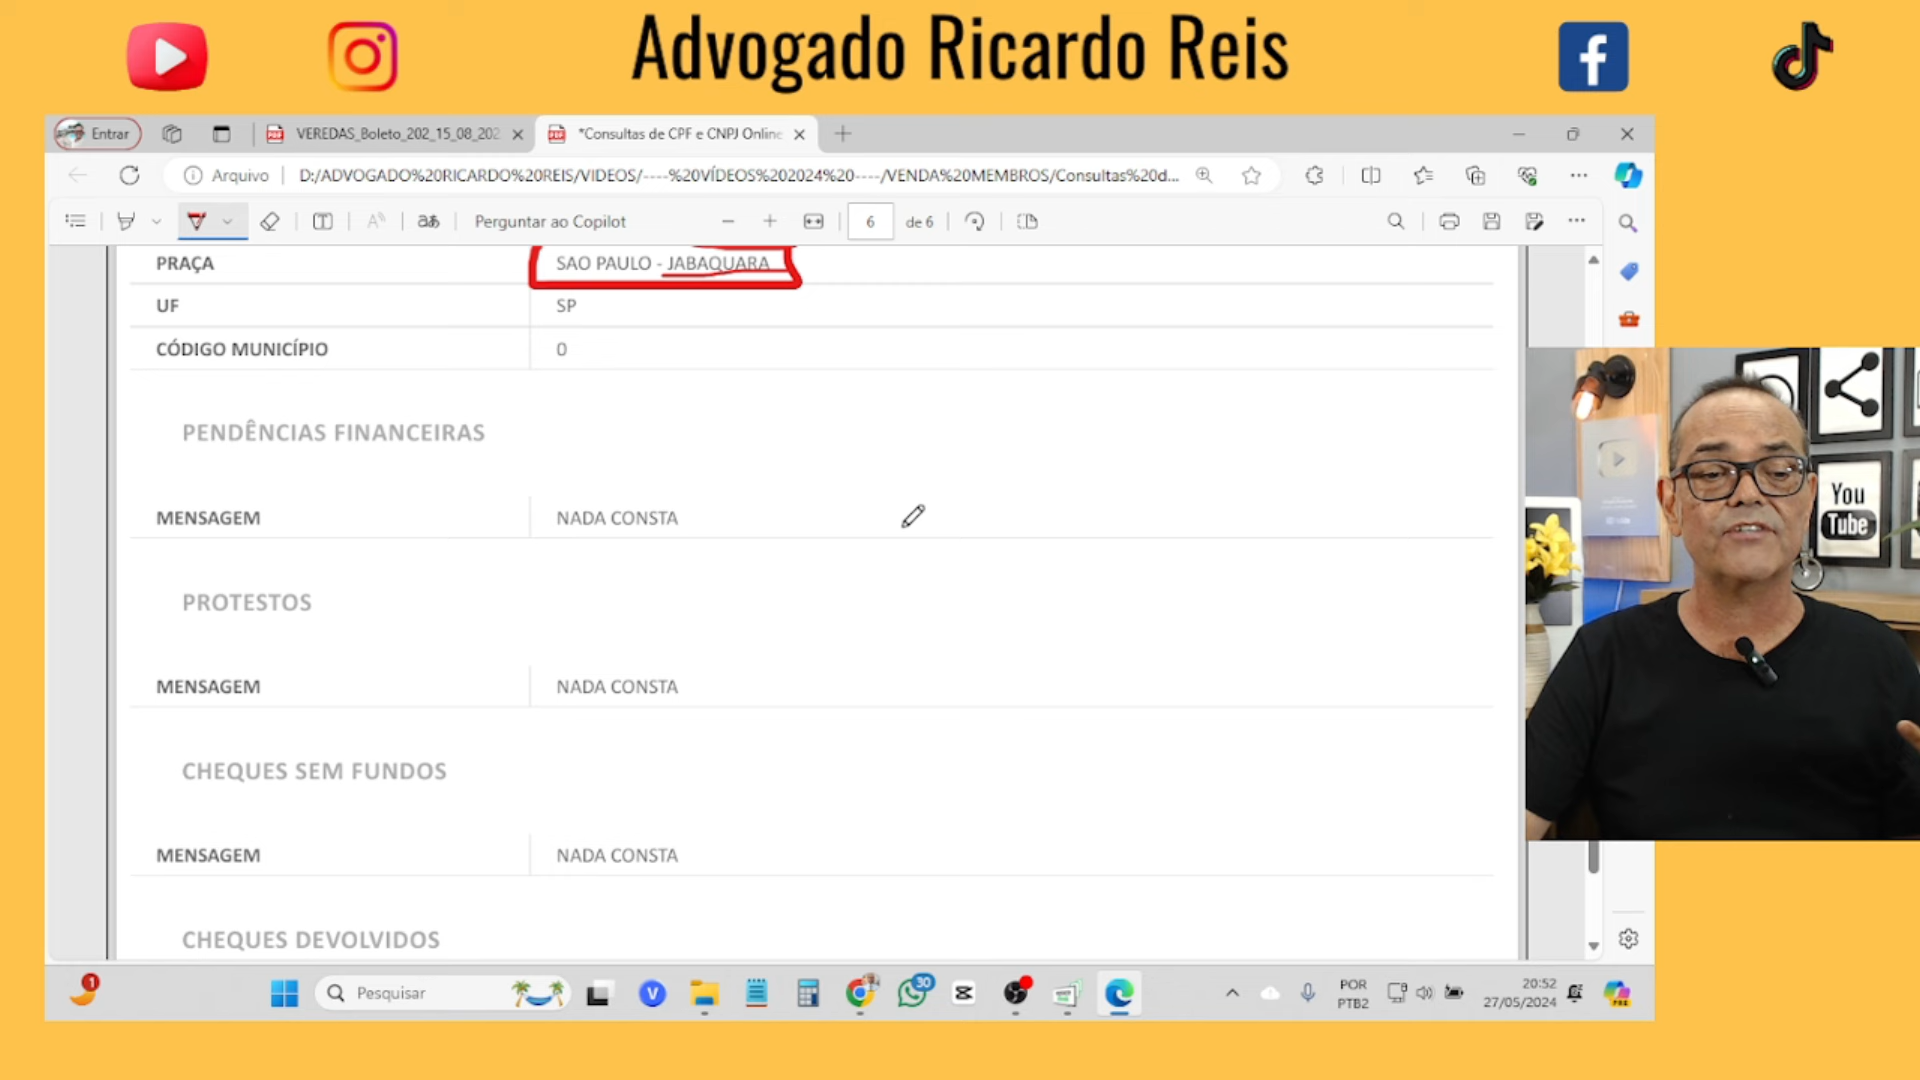 Advogado Ricardo Reis
Entrar
VEREDAS_Boleto_202_15_08_202
*Consultas de CPF e CNPJ Online
Arquivo
D:/ADVOGADO%20RICARDO%20REIS/VIDEOS/----%20VÍDEOS%202024%20----/VENDA%20MEMBROS/Consultas%20d...
Perguntar ao Copilot
6
de 6
PRAÇA
SAO PAULO - JABAQUARA
UF
SP
CÓDIGO MUNICÍPIO
0
PENDÊNCIAS FINANCEIRAS
MENSAGEM
NADA CONSTA
PROTESTOS
MENSAGEM
NADA CONSTA
CHEQUES SEM FUNDOS
MENSAGEM
NADA CONSTA
CHEQUES DEVOLVIDOS
You
Tube
1
Pesquisar
V
30
POR
PTB2
20:52
27/05/2024